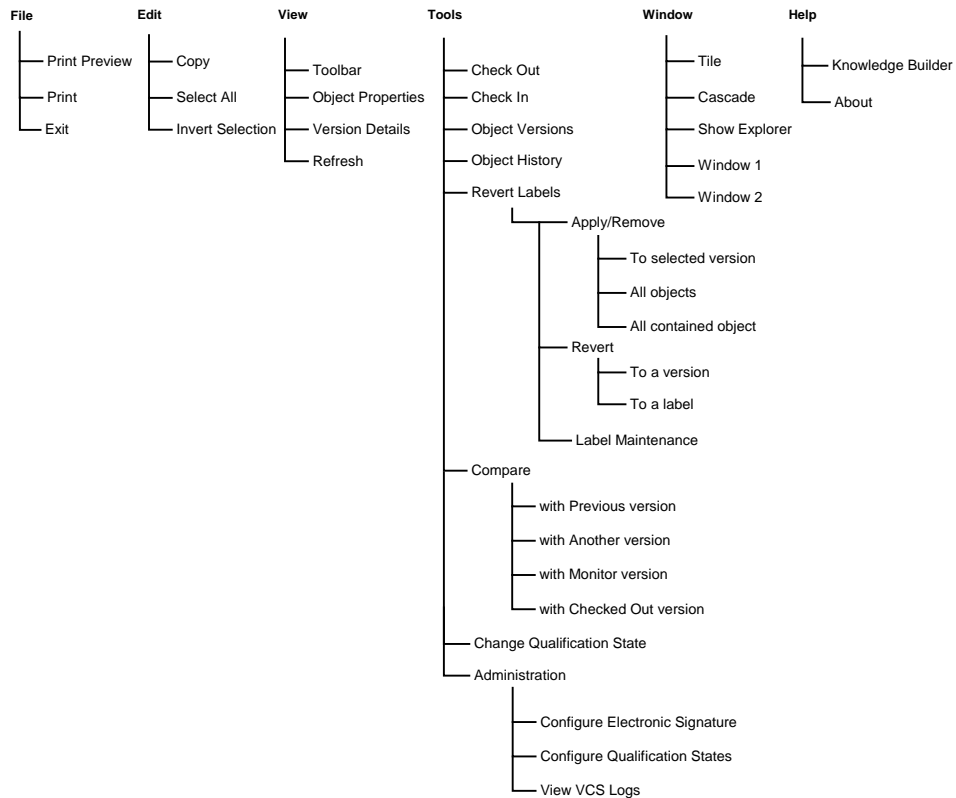 File
Print Preview
Print
Exit
Edit
Copy
Select All
Invert Selection
View
Toolbar
Object Properties
Version Details
Refresh
Tools
Check Out
Check In
Object Versions
Object History
Revert Labels
Apply/Remove
To selected version
All objects
All contained object
Revert
To a version
To a label
Label Maintenance
Compare
with Previous version
with Another version
with Monitor version
with Checked Out version
Change Qualification State
Administration
Configure Electronic Signature
Configure Qualification States
View VCS Logs
Window
Tile
Cascade
Show Explorer
Window 1
Window 2
Help
Knowledge Builder
About